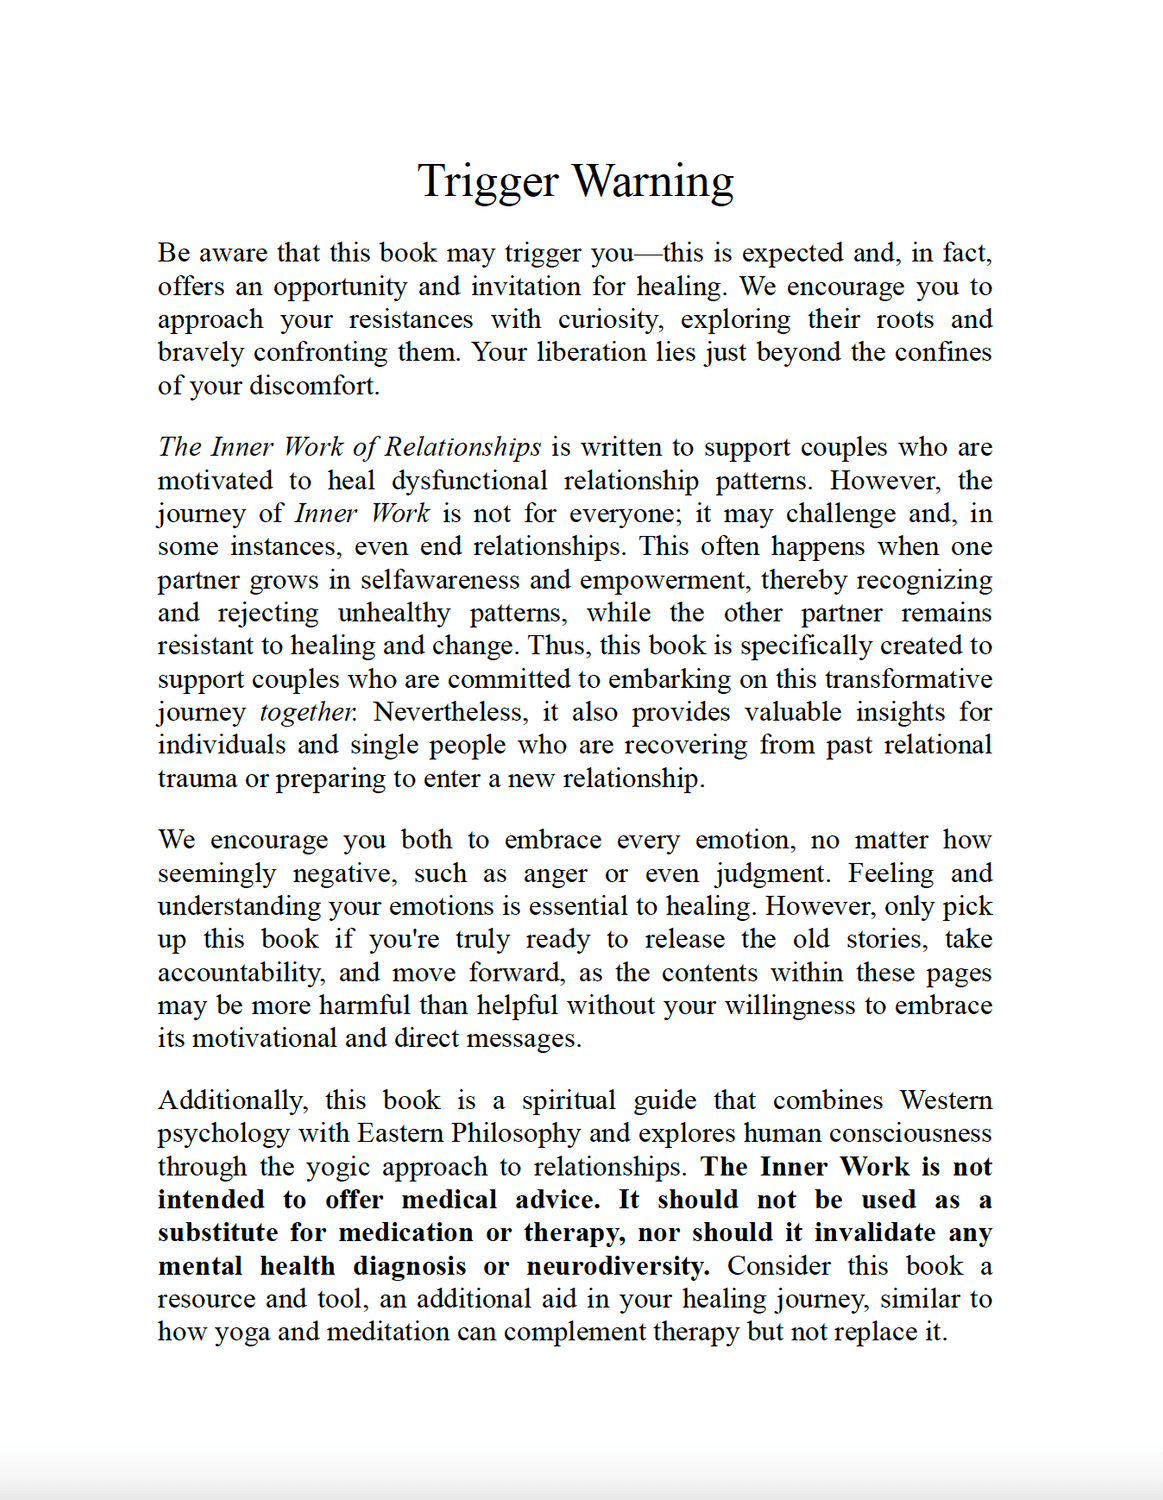 Trigger Warning
Be aware that this book may trigger you—this is expected and, in fact,
offers an opportunity and invitation for healing. We encourage you to
approach your resistances with curiosity, exploring their roots and
bravely confronting them. Your liberation lies just beyond the confines
of your discomfort.
The Inner Work of Relationships is written to support couples who are
motivated to heal dysfunctional relationship patterns. However, the
journey of Inner Work is not for everyone; it may challenge and, in
some instances, even end relationships. This often happens when one
partner grows in selfawareness and empowerment, thereby recognizing
and rejecting unhealthy patterns, while the other partner remains
resistant to healing and change. Thus, this book is specifically created to
support couples who are committed to embarking on this transformative
journey together. Nevertheless, it also provides valuable insights for
individuals and single people who are recovering from past relational
trauma or preparing to enter a new relationship.
We encourage you both to embrace every emotion, no matter how
seemingly negative, such as anger or even judgment. Feeling and
understanding your emotions is essential to healing. However, only pick
up this book if you're truly ready to release the old stories, take
accountability, and move forward, as the contents within these pages
may be more harmful than helpful without your willingness to embrace
its motivational and direct messages.
Additionally, this book is a spiritual guide that combines Western
psychology with Eastern Philosophy and explores human consciousness
through the yogic approach to relationships. The Inner Work is not
intended to offer medical advice. It should not be used as a
substitute for medication or therapy, nor should it invalidate any
mental health diagnosis or neurodiversity. Consider this book a
resource and tool, an additional aid in your healing journey, similar to
how yoga and meditation can complement therapy but not replace it.